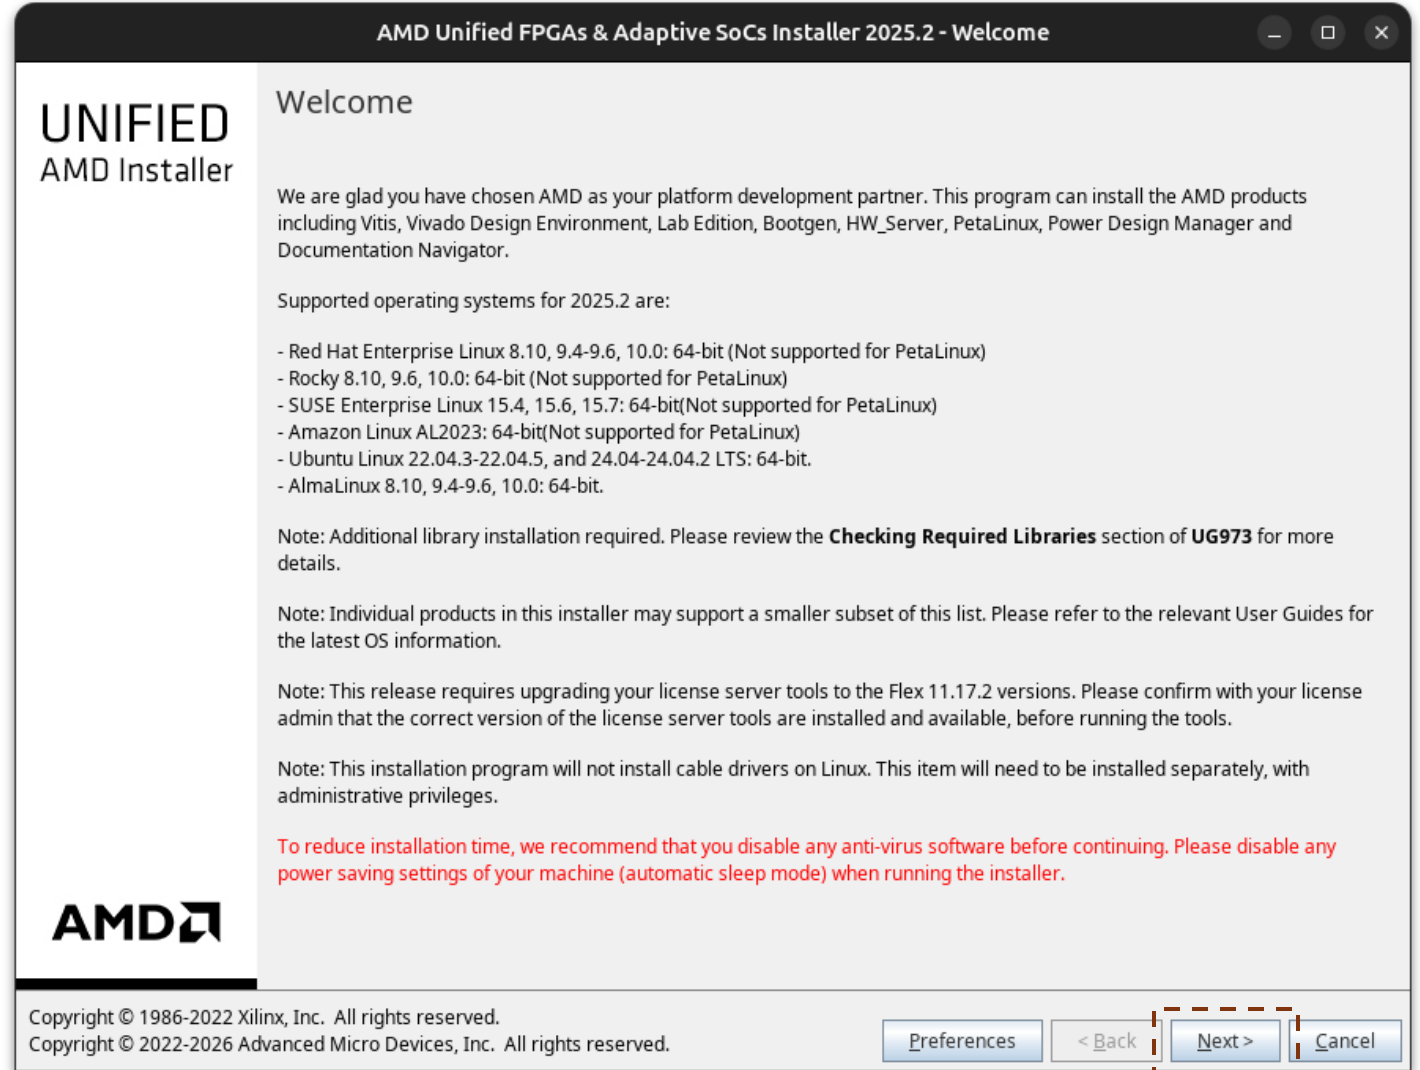 AMD Unified FPGAs & Adaptive SoCs Installer 2025.2 - Welcome
UNIFIED
AMD Installer
Welcome
We are glad you have chosen AMD as your platform development partner. This program can install the AMD products
including Vitis, Vivado Design Environment, Lab Edition, Bootgen, HW_Server, PetaLinux, Power Design Manager and
Documentation Navigator.
Supported operating systems for 2025.2 are:
- Red Hat Enterprise Linux 8.10, 9.4-9.6, 10.0: 64-bit (Not supported for PetaLinux)
- Rocky 8.10, 9.6, 10.0: 64-bit (Not supported for PetaLinux)
- SUSE Enterprise Linux 15.4, 15.6, 15.7: 64-bit(Not supported for PetaLinux)
- Amazon Linux AL2023: 64-bit(Not supported for PetaLinux)
- Ubuntu Linux 22.04.3-22.04.5, and 24.04-24.04.2 LTS: 64-bit.
- AlmaLinux 8.10, 9.4-9.6, 10.0: 64-bit.
Note: Additional library installation required. Please review the Checking Required Libraries section of UG973 for more
details.
Note: Individual products in this installer may support a smaller subset of this list. Please refer to the relevant User Guides for
the latest OS information.
Note: This release requires upgrading your license server tools to the Flex 11.17.2 versions. Please confirm with your license
admin that the correct version of the license server tools are installed and available, before running the tools.
Note: This installation program will not install cable drivers on Linux. This item will need to be installed separately, with
administrative privileges.
To reduce installation time, we recommend that you disable any anti-virus software before continuing. Please disable any
power saving settings of your machine (automatic sleep mode) when running the installer.
AMD
Copyright © 1986-2022 Xilinx, Inc. All rights reserved.
Copyright © 2022-2026 Advanced Micro Devices, Inc. All rights reserved.
Preferences
< Back
Next >
Cancel